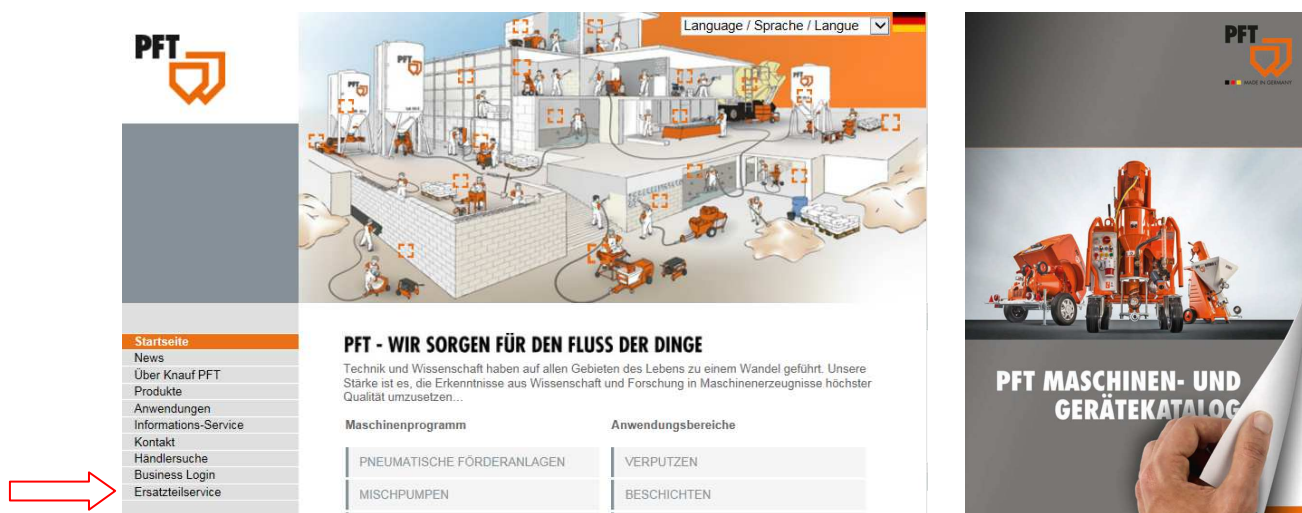 PFT
Language / Sprache / Langue
PFT
PFT
PFT
Startseite
News
Über Knauf PFT
Produkte
Anwendungen
Informations-Service
Kontakt
Händlersuche
Business Login
Ersatzteilservice
PFT - WIR SORGEN FÜR DEN FLUSS DER DINGE
Technik und Wissenschaft haben auf allen Gebieten des Lebens zu einem Wandel geführt. Unsere
Stärke ist es, die Erkenntnisse aus Wissenschaft und Forschung in Maschinenerzeugnisse höchster
Qualität umzusetzen…
Maschinenprogramm
PNEUMATISCHE FÖRDERANLAGEN
MISCHPUMPEN
Anwendungsbereiche
VERPUTZEN
BESCHICHTEN
PFT
MADE IN GERMANY
PFT MASCHINEN- UND
GERÄTEKATALOG